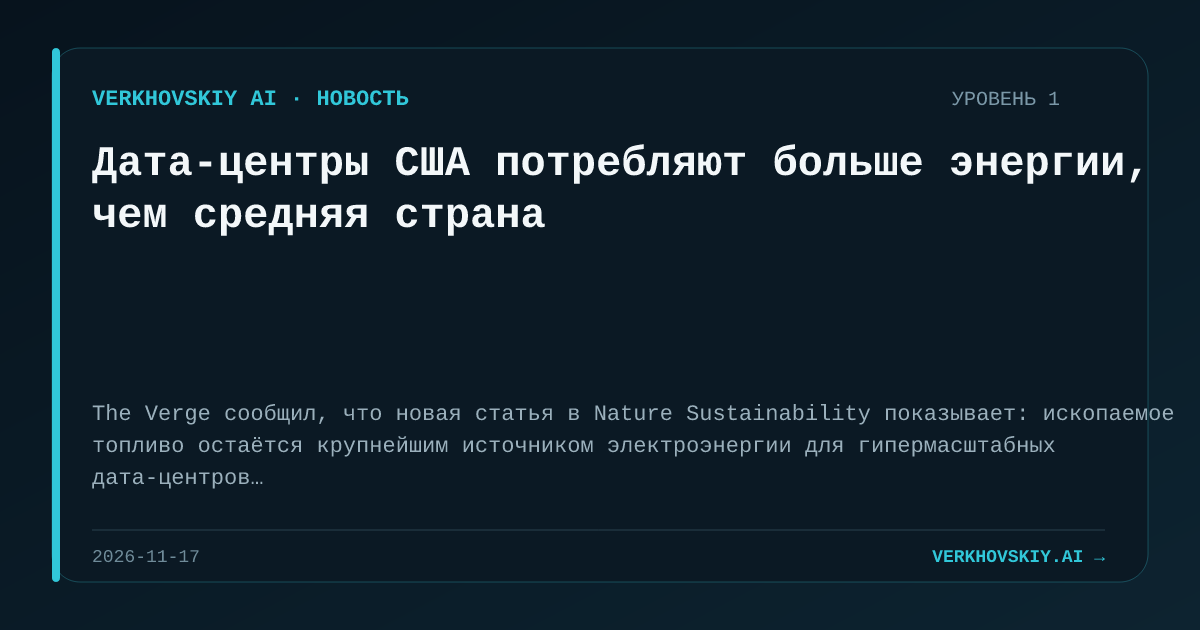 VERKHOVSKIY AI · НОВОСТЬ
УРОВЕНЬ 1
Дата-центры США потребляют больше энергии,
чем средняя страна
The Verge сообщил, что новая статья в Nature Sustainability показывает: ископаемое
топливо остаётся крупнейшим источником электроэнергии для гипермасштабных
дата-центров…
2026-11-17
VERKHOVSKIY.AI →